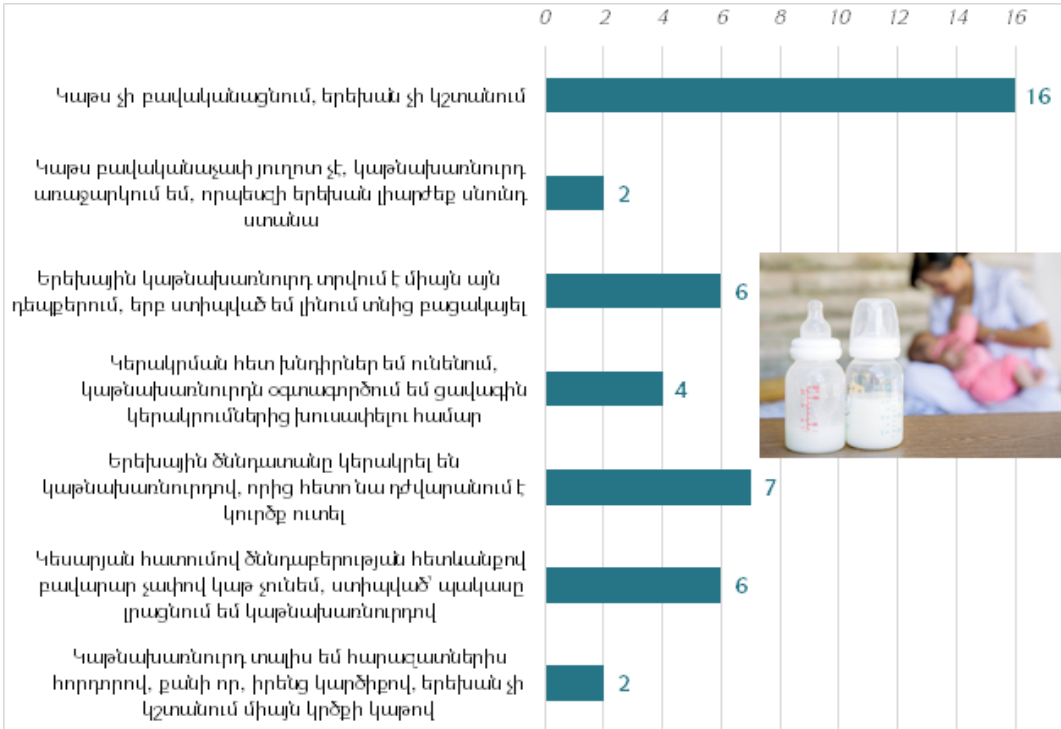 0 2 4 6 8 10 12 14 16
Կաթս չի բավականացնում, երեխան չի կշտանում
16
Կաթս բավականաչափ յուղոտ չէ, կաթնախառնուրդ
առաջարկում եմ, որպեսզի երեխան լիարժեք սնունդ
ստանա
2
Երեխային կաթնախառնուրդ տրվում է միայն այն
դեպքերում, երբ ստիպված եմ լինում տնից բացակայել
6
Կերակրման հետ խնդիրներ եմ ունենում,
կաթնախառնուրդն օգտագործում եմ ցավագին
կերակրումներից խուսափելու համար
4
Երեխային ծննդատանը կերակրել են
կաթնախառնուրդով, որից հետո նա դժվարանում է
կուրծք ուտել
7
Կեսարյան հատումով ծննդաբերության հետևանքով
բավարար չափով կաթ չունեմ, ստիպված՝ պակասը
լրացնում եմ կաթնախառնուրդով
6
Կաթնախառնուրդ տալիս եմ հարազատներիս
հորդորով, քանի որ, իրենց կարծիքով, երեխան չի
կշտանում միայն կրծքի կաթով
2